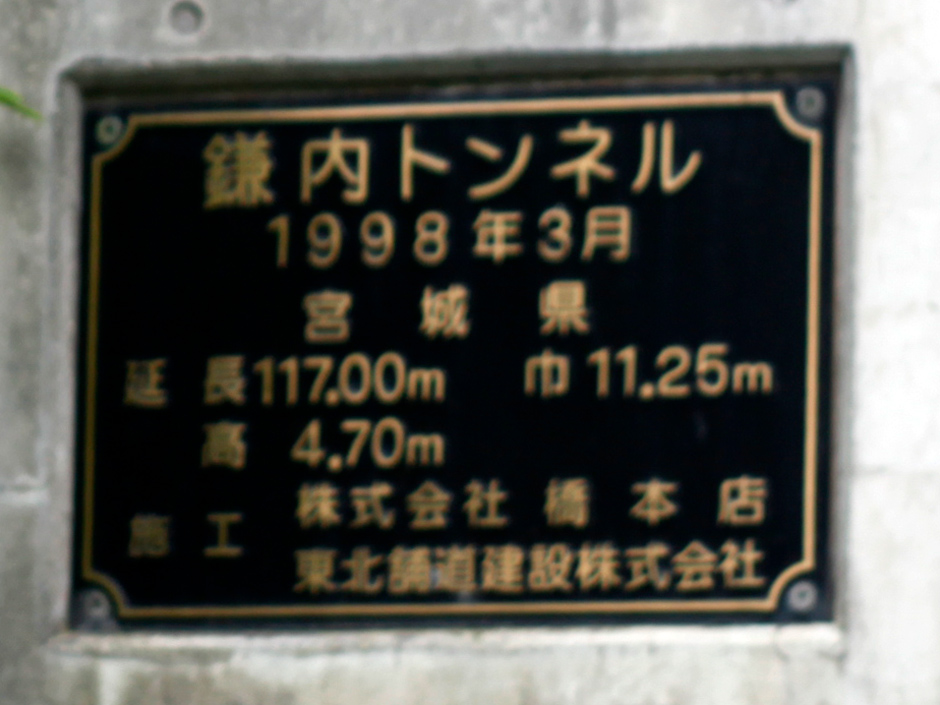 鎌内トンネル
1998年3月
宮城県
延長117.00m 巾11.25m
高 4.70m
施工 株式会社 橋本店
東北舗道建設株式会社